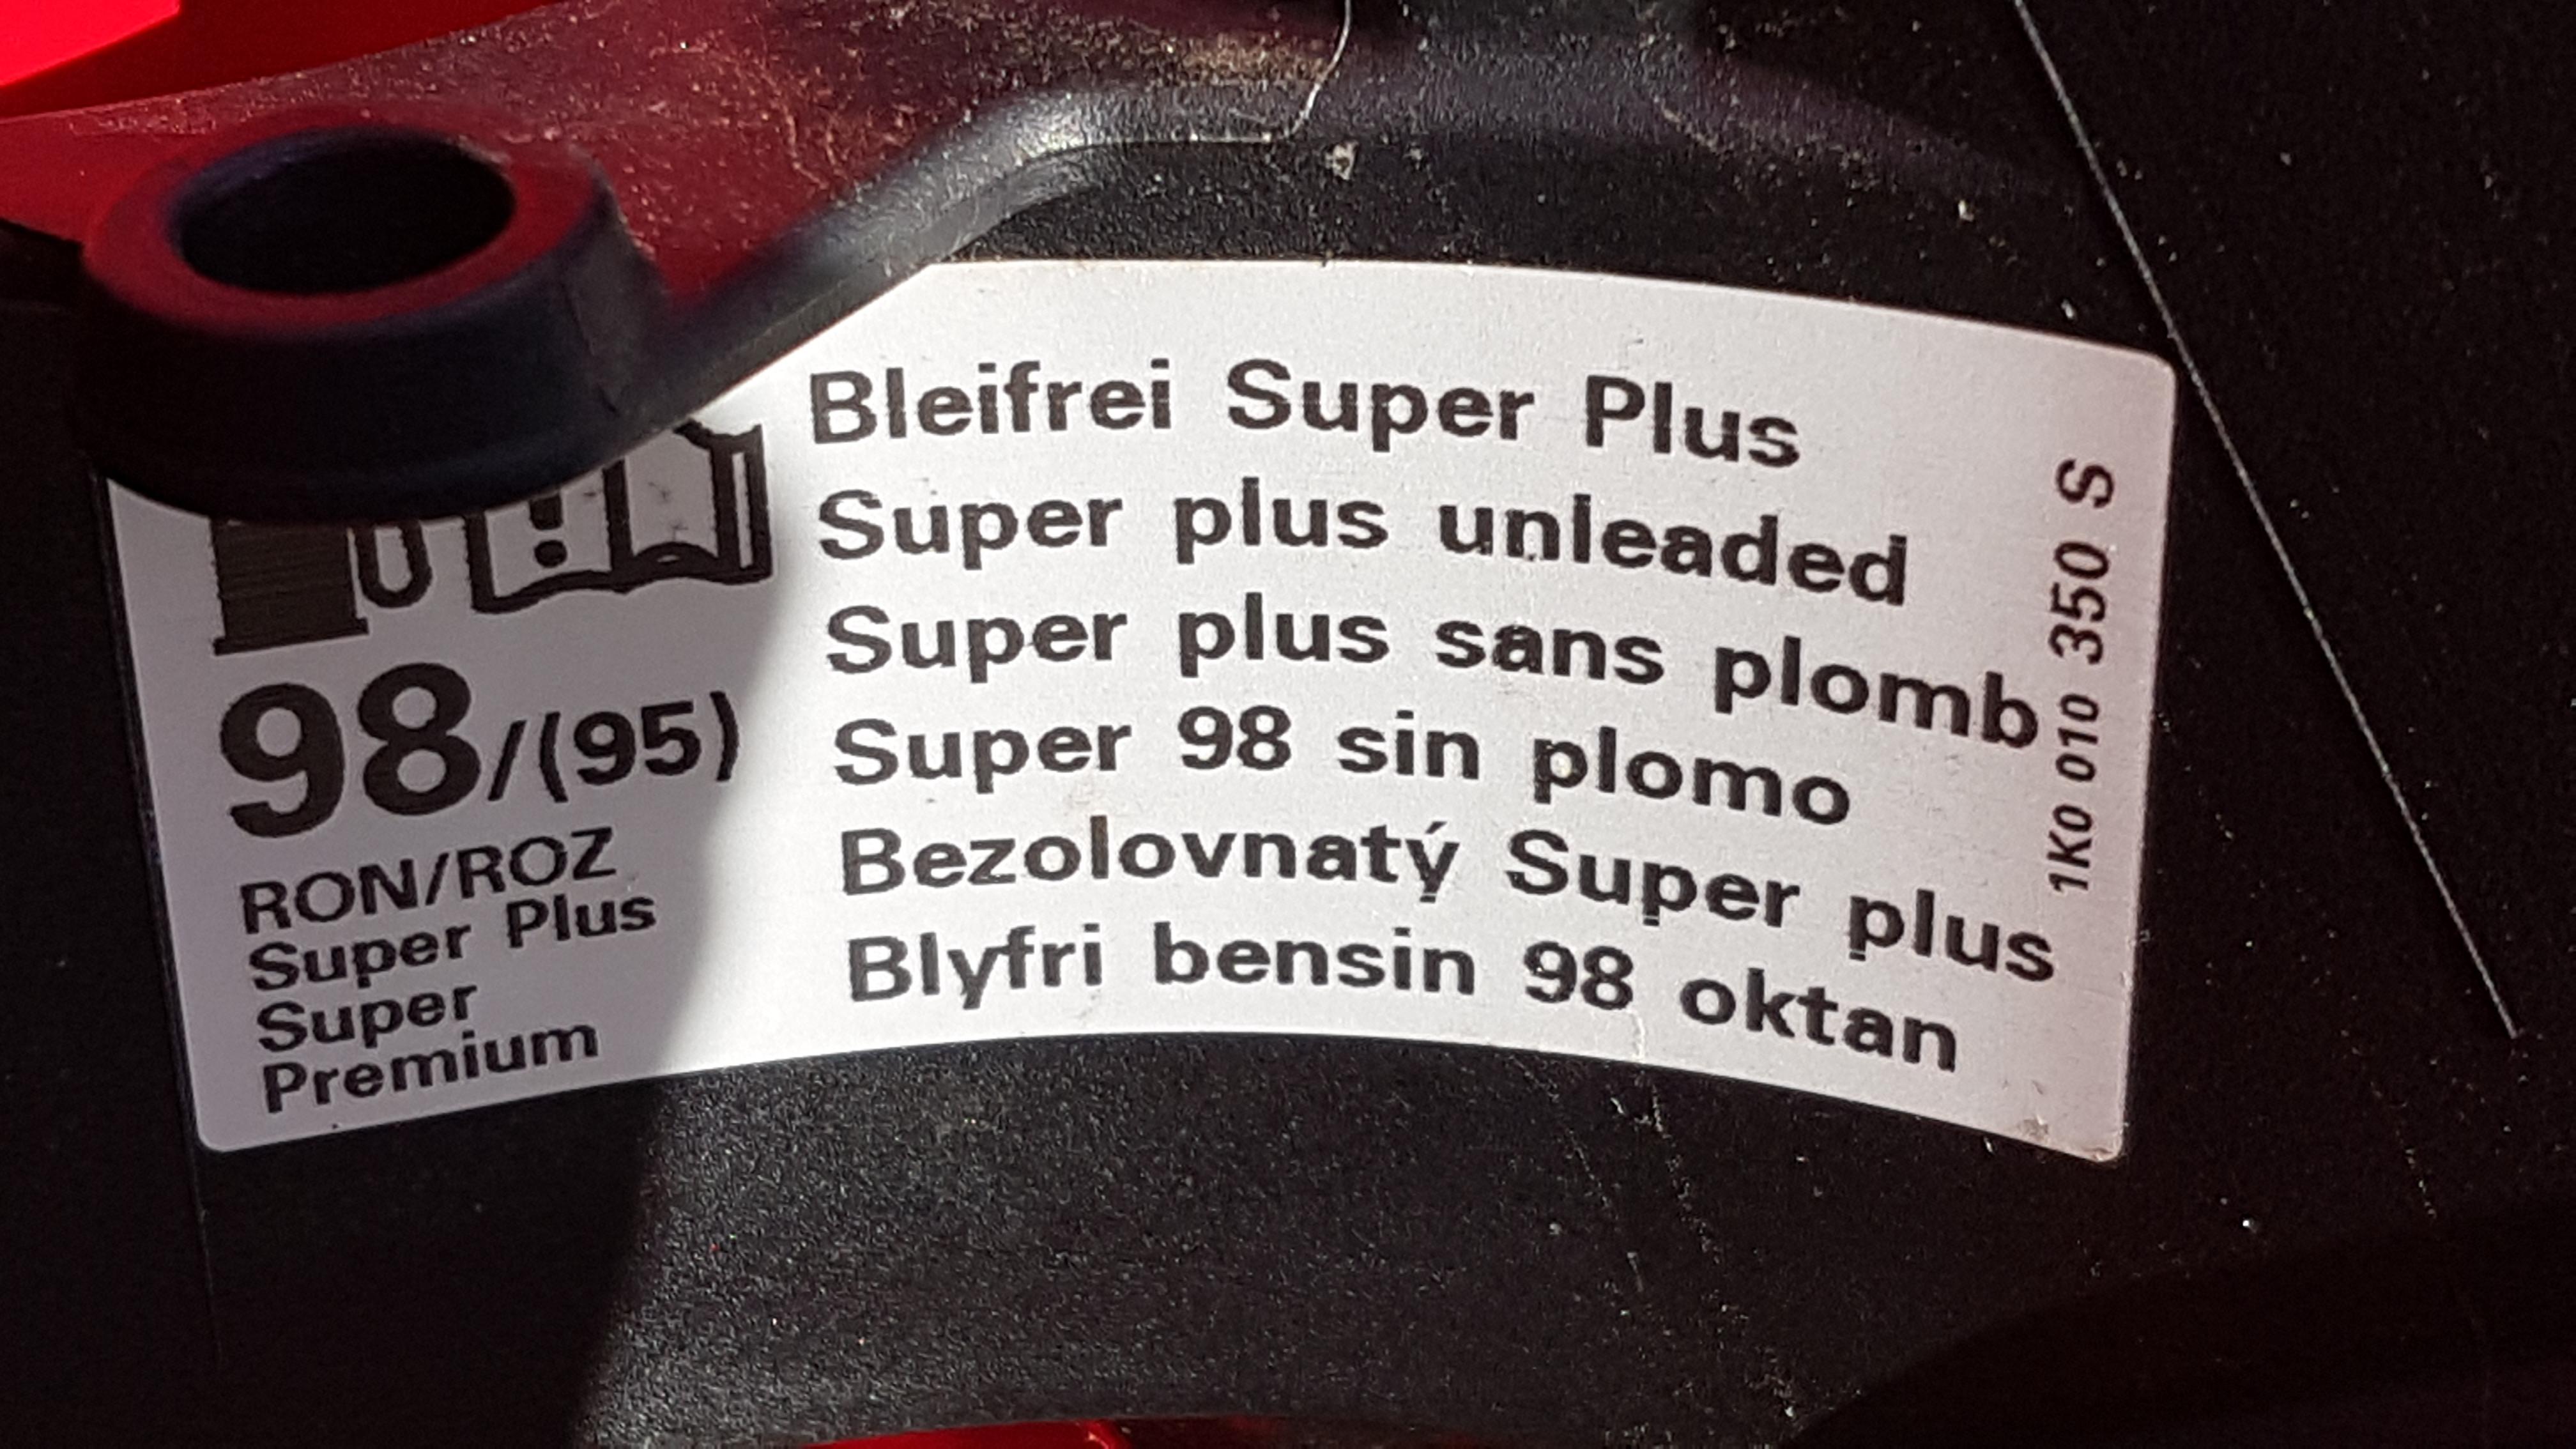 Bleifrei Super Plus
Super plus unleaded
Super plus sans plomb
Super 98 sin plomo
Bezolovnatý Super plus
Blyfri bensin 98 oktan
98/(95)
RON/ROZ
Super Plus
Super
Premium
1K0 010 350 S